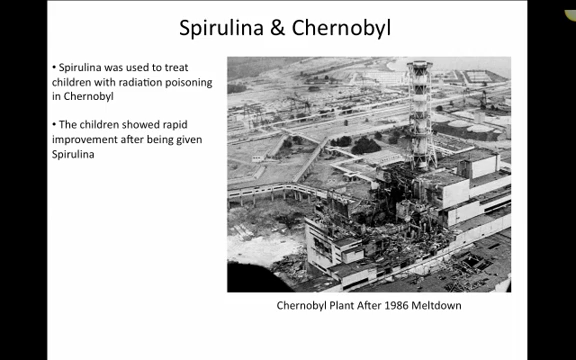 Spirulina & Chernobyl
• Spirulina was used to treat
children with radiation poisoning
in Chernobyl
• The children showed rapid
improvement after being given
Spirulina
Chernobyl Plant After 1986 Meltdown